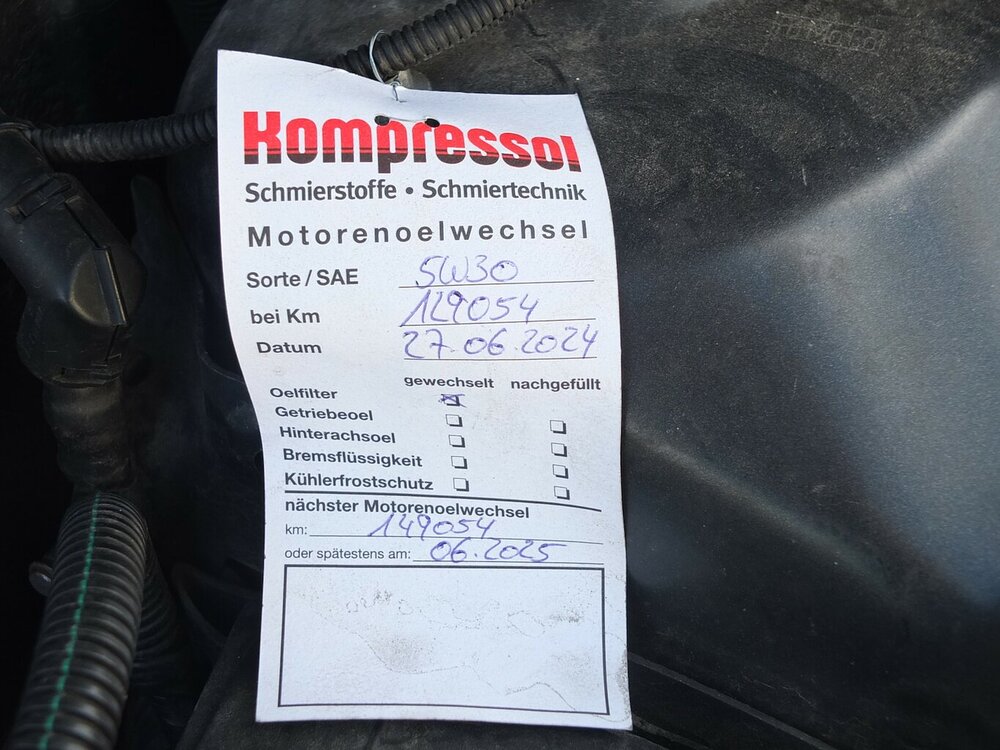 Kompressol
Schmierstoffe • Schmiertechnik
Motorenoelwechsel
Sorte / SAE 5W30
bei Km 129054
Datum 27.06.2024
gewechselt nachgefüllt
Oelfilter
Getriebeoel
Hinterachsoel
Bremsflüssigkeit
Kühlerfrostschutz
nächster Motorenoelwechsel
km: 149054
oder spätestens am: 06.2025